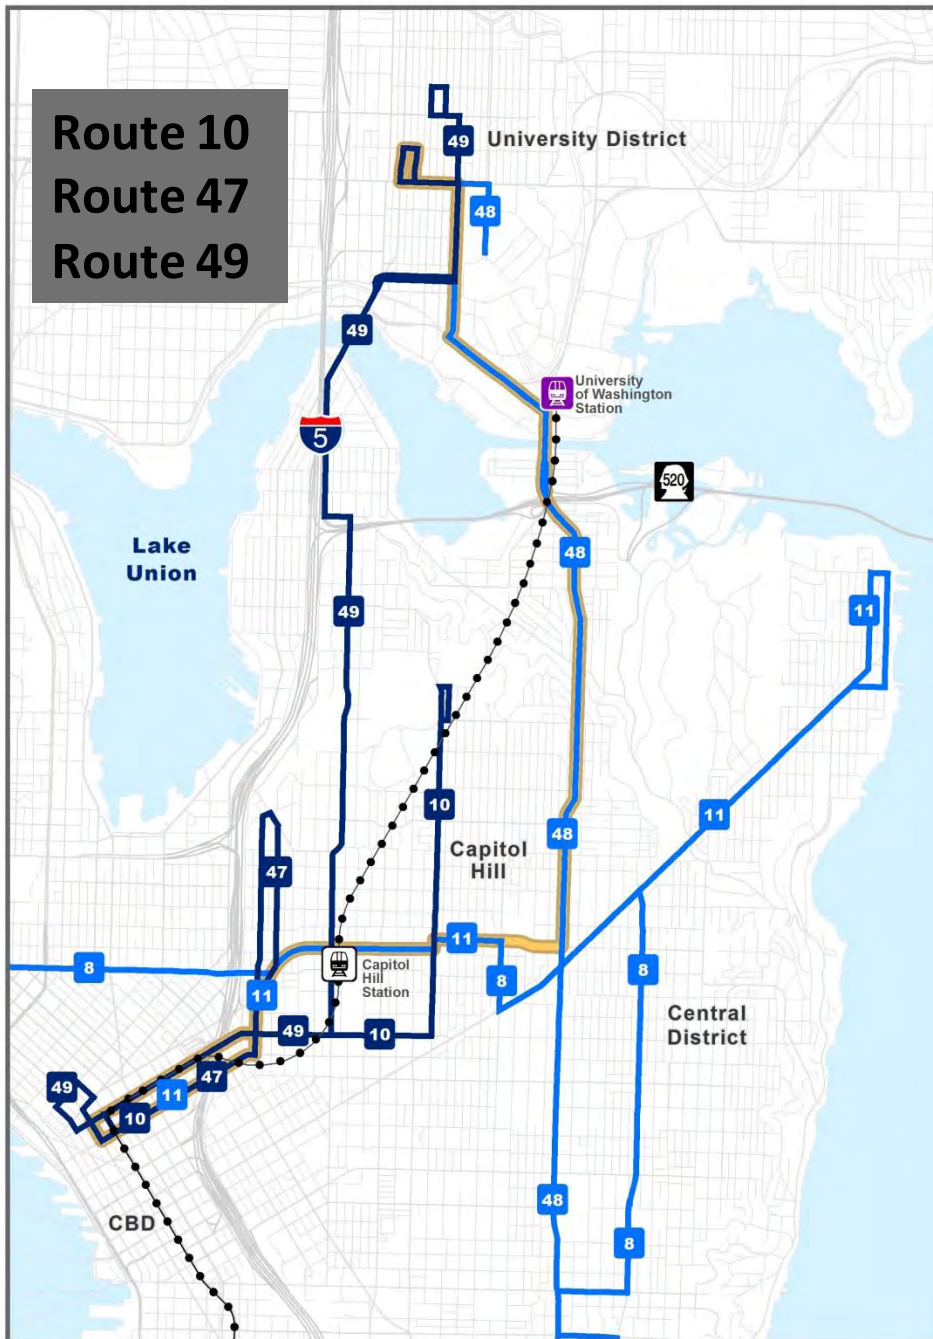 Route 10
Route 47
Route 49
49
University District
48
49
University
of Washington
Station
5
520
Lake
Union
48
49
11
10
11
48
Capitol
Hill
47
11
8
Capitol
Hill
Station
8
8
11
Central
District
49
10
47
49
11
10
48
CBD
8